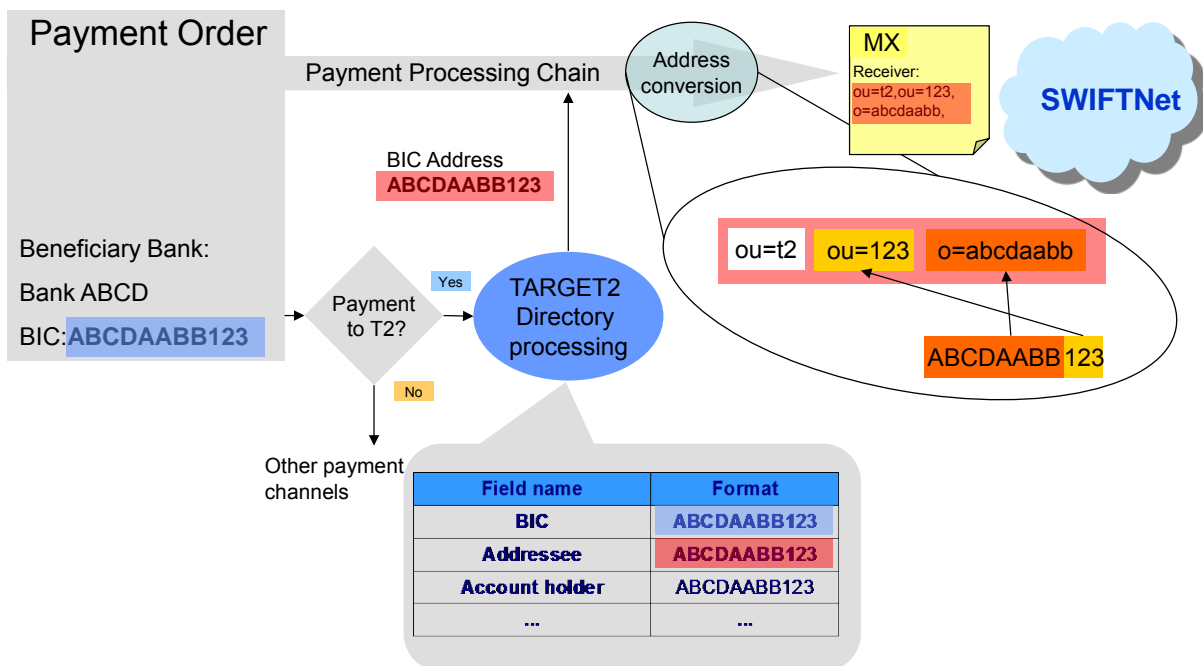 Payment Order
Payment Processing Chain
Address
conversion
MX
Receiver:
ou=t2,ou=123,
o=abcdaabb,
SWIFTNet
BIC Address
ABCDAABB123
Beneficiary Bank:
Bank ABCD
BIC:ABCDAABB123
Payment
to T2?
Yes
No
TARGET2
Directory
processing
Other payment
channels
ou=t2 ou=123 o=abcdaabb
ABCDAABB123
Field name Format
BIC ABCDAABB123
Addressee ABCDAABB123
Account holder ABCDAABB123
... ...